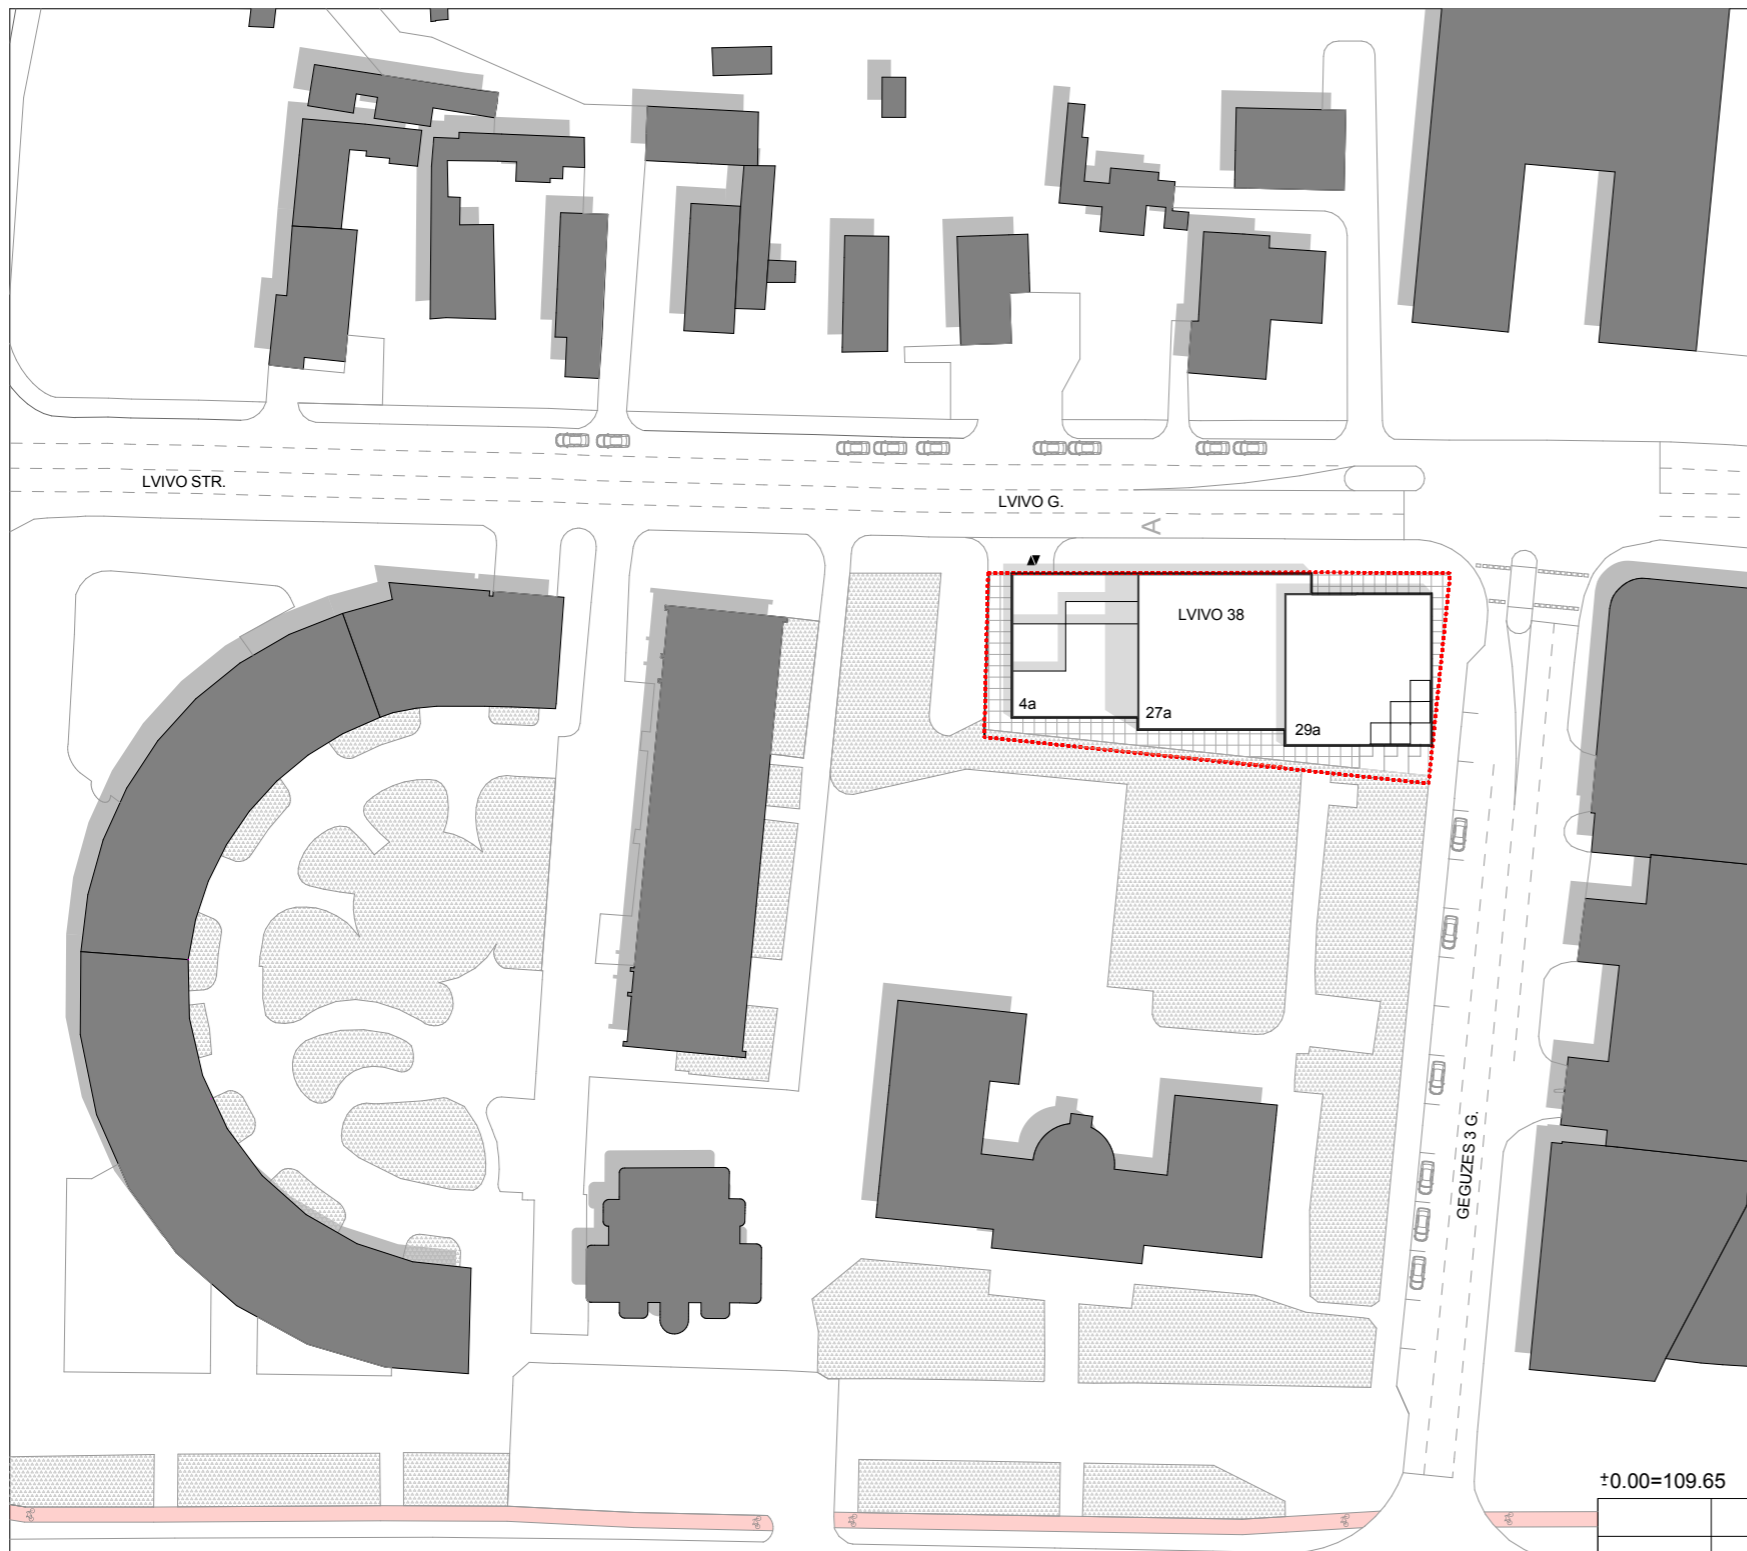 LVIVO STR.
LVIVO G.
A
LVIVO 38
4a
27a
29a
GEGUZES 3 G.
±0.00=109.65